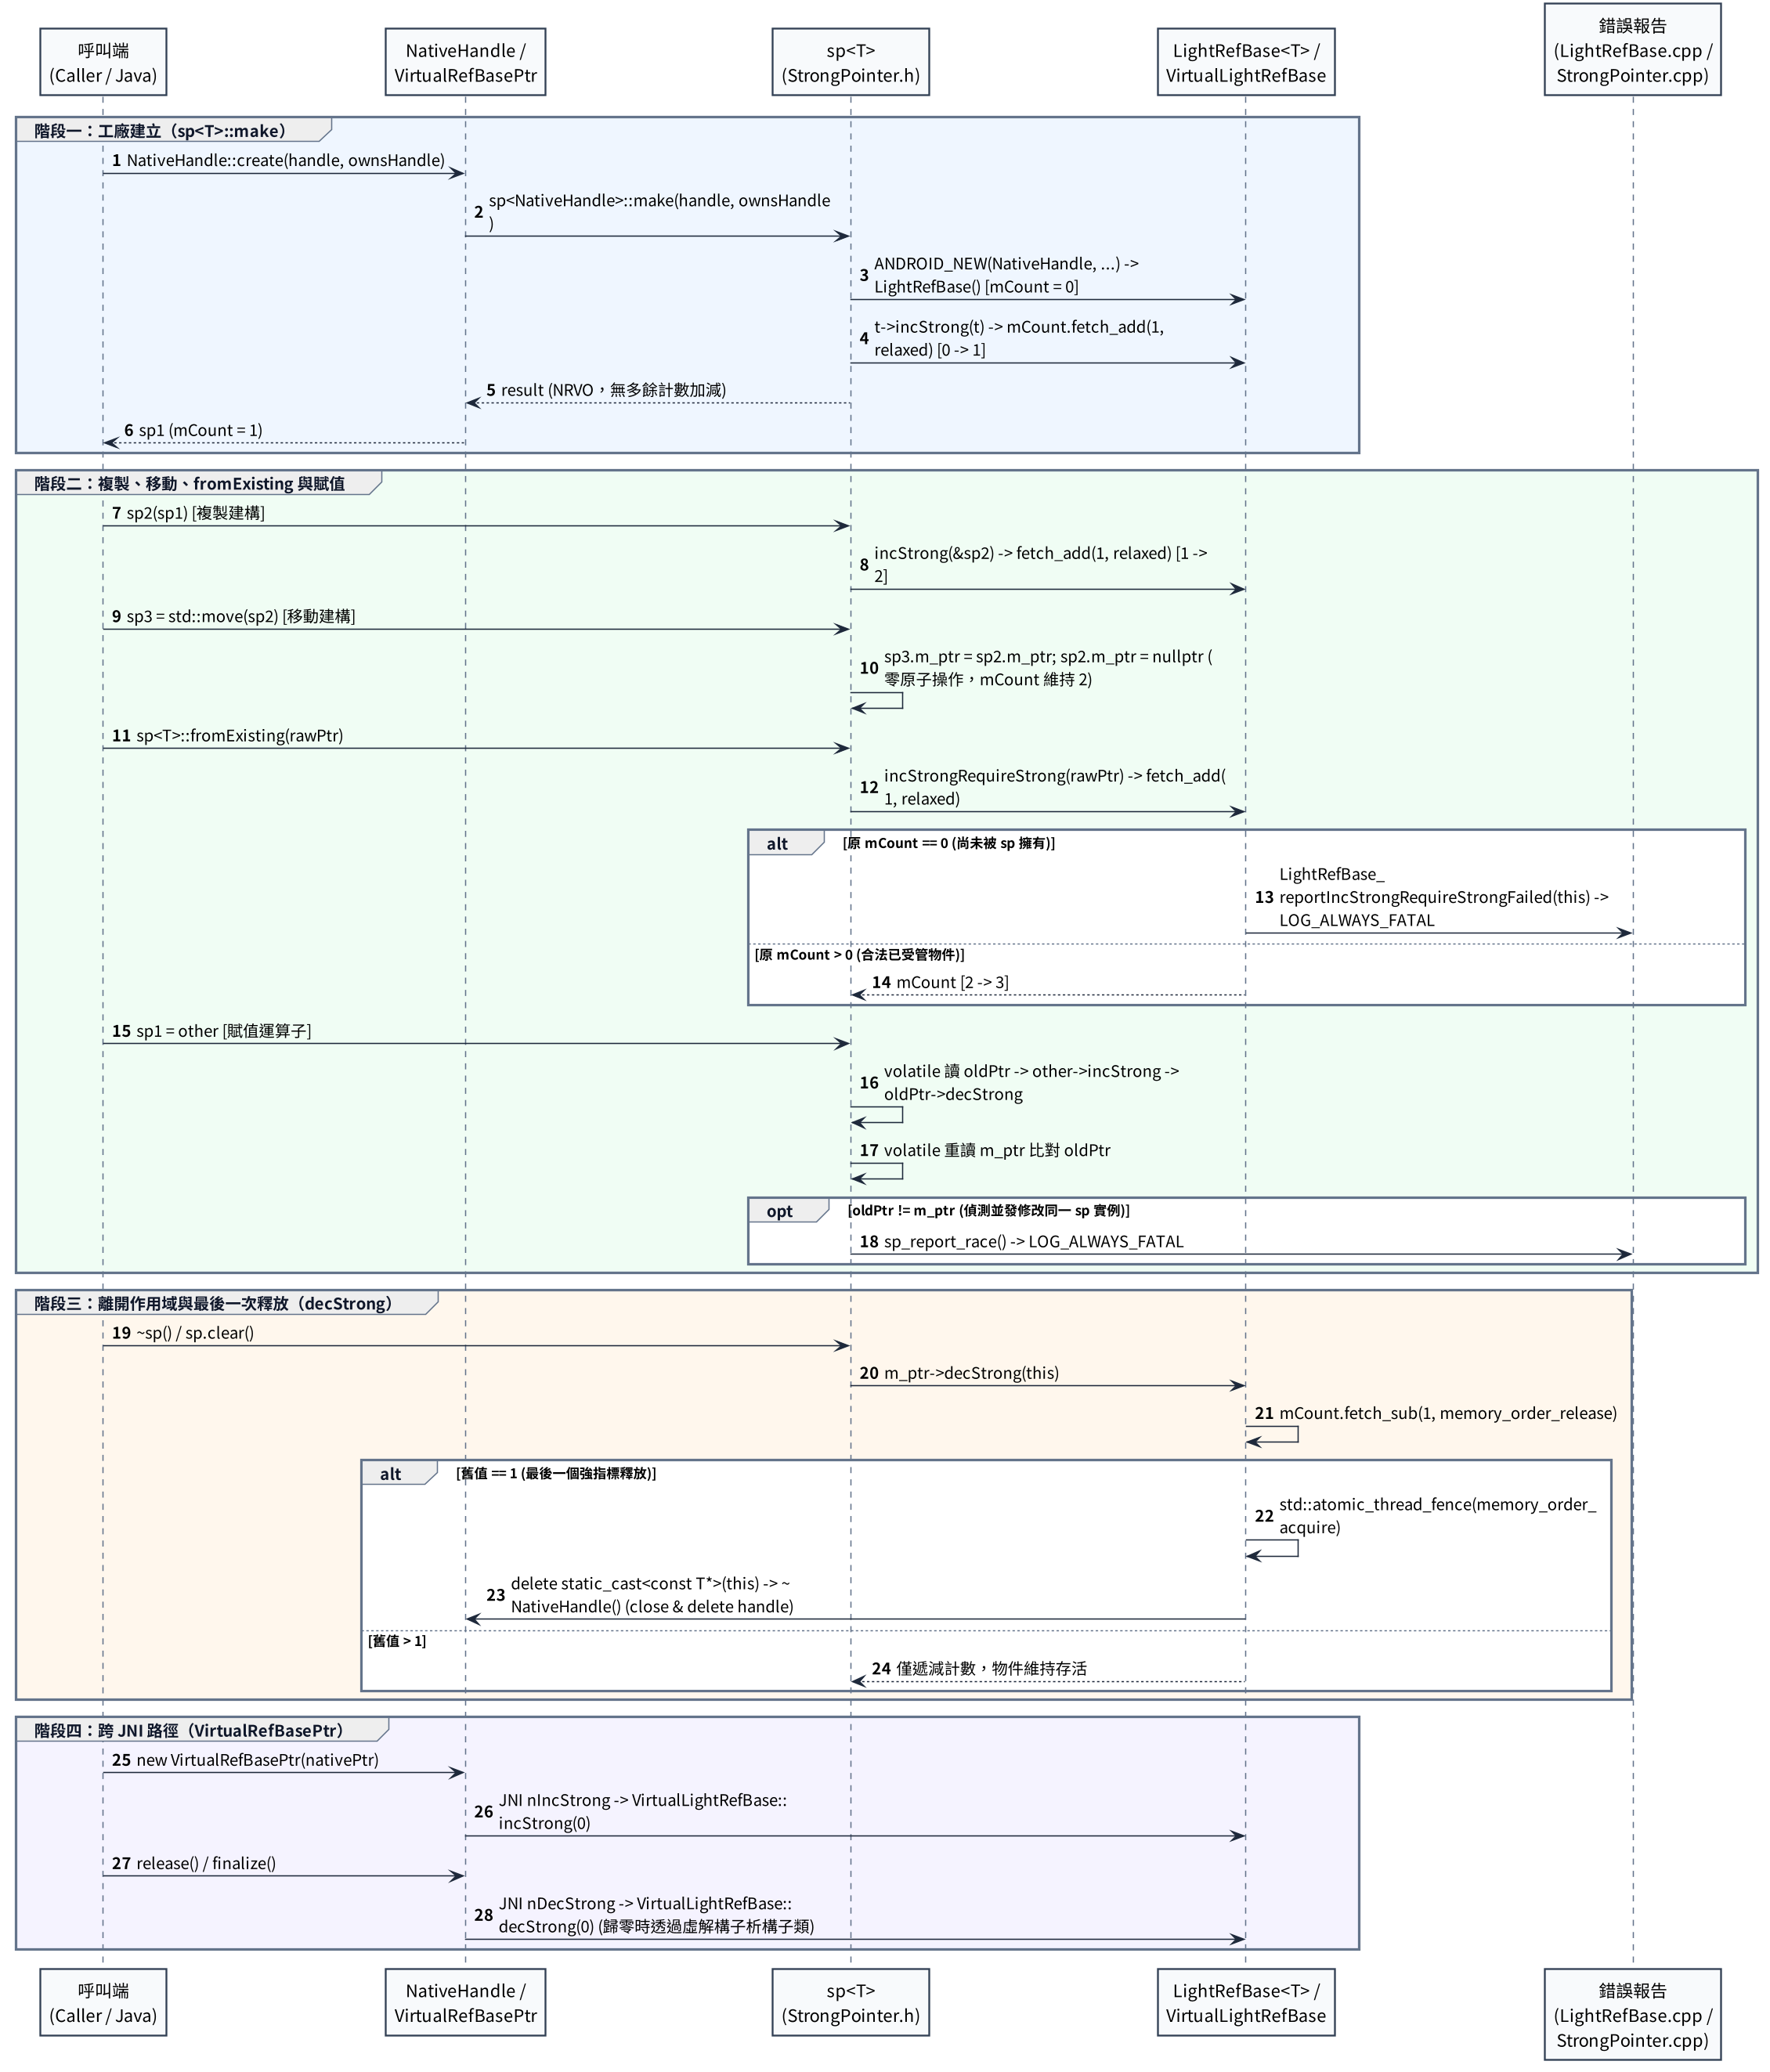 呼叫端
(Caller / Java)
NativeHandle /
VirtualRefBasePtr
sp<T>
(StrongPointer.h)
LightRefBase<T> /
VirtualLightRefBase
錯誤報告
(LightRefBase.cpp /
StrongPointer.cpp)
階段一：工廠建立（sp<T>::make）
1 NativeHandle::create(handle, ownsHandle)
2 sp<NativeHandle>::make(handle, ownsHandle
)
3 ANDROID_NEW(NativeHandle, ...) ->
LightRefBase() [mCount = 0]
4 t->incStrong(t) -> mCount.fetch_add(1,
relaxed) [0 -> 1]
5 result (NRVO，無多餘計數加減)
6 sp1 (mCount = 1)
階段二：複製、移動、fromExisting 與賦值
7 sp2(sp1) [複製建構]
8 incStrong(&sp2) -> fetch_add(1, relaxed) [1 ->
2]
9 sp3 = std::move(sp2) [移動建構]
10 sp3.m_ptr = sp2.m_ptr; sp2.m_ptr = nullptr (
零原子操作，mCount 維持 2)
11 sp<T>::fromExisting(rawPtr)
12 incStrongRequireStrong(rawPtr) -> fetch_add(
1, relaxed)
alt [原 mCount == 0 (尚未被 sp 擁有)]
13 LightRefBase_
reportIncStrongRequireStrongFailed(this) ->
LOG_ALWAYS_FATAL
[原 mCount > 0 (合法已受管物件)]
14 mCount [2 -> 3]
15 sp1 = other [賦值運算子]
16 volatile 讀 oldPtr -> other->incStrong ->
oldPtr->decStrong
17 volatile 重讀 m_ptr 比對 oldPtr
opt [oldPtr != m_ptr (偵測並發修改同一 sp 實例)]
18 sp_report_race() -> LOG_ALWAYS_FATAL
階段三：離開作用域與最後一次釋放（decStrong）
19 ~sp() / sp.clear()
20 m_ptr->decStrong(this)
21 mCount.fetch_sub(1, memory_order_release)
alt [舊值 == 1 (最後一個強指標釋放)]
22 std::atomic_thread_fence(memory_order_
acquire)
23 delete static_cast<const T*>(this) -> ~
NativeHandle() (close & delete handle)
[舊值 > 1]
24 僅遞減計數，物件維持存活
階段四：跨 JNI 路徑（VirtualRefBasePtr）
25 new VirtualRefBasePtr(nativePtr)
26 JNI nIncStrong -> VirtualLightRefBase::
incStrong(0)
27 release() / finalize()
28 JNI nDecStrong -> VirtualLightRefBase::
decStrong(0) (歸零時透過虛解構子析構子類)
呼叫端
(Caller / Java)
NativeHandle /
VirtualRefBasePtr
sp<T>
(StrongPointer.h)
LightRefBase<T> /
VirtualLightRefBase
錯誤報告
(LightRefBase.cpp /
StrongPointer.cpp)